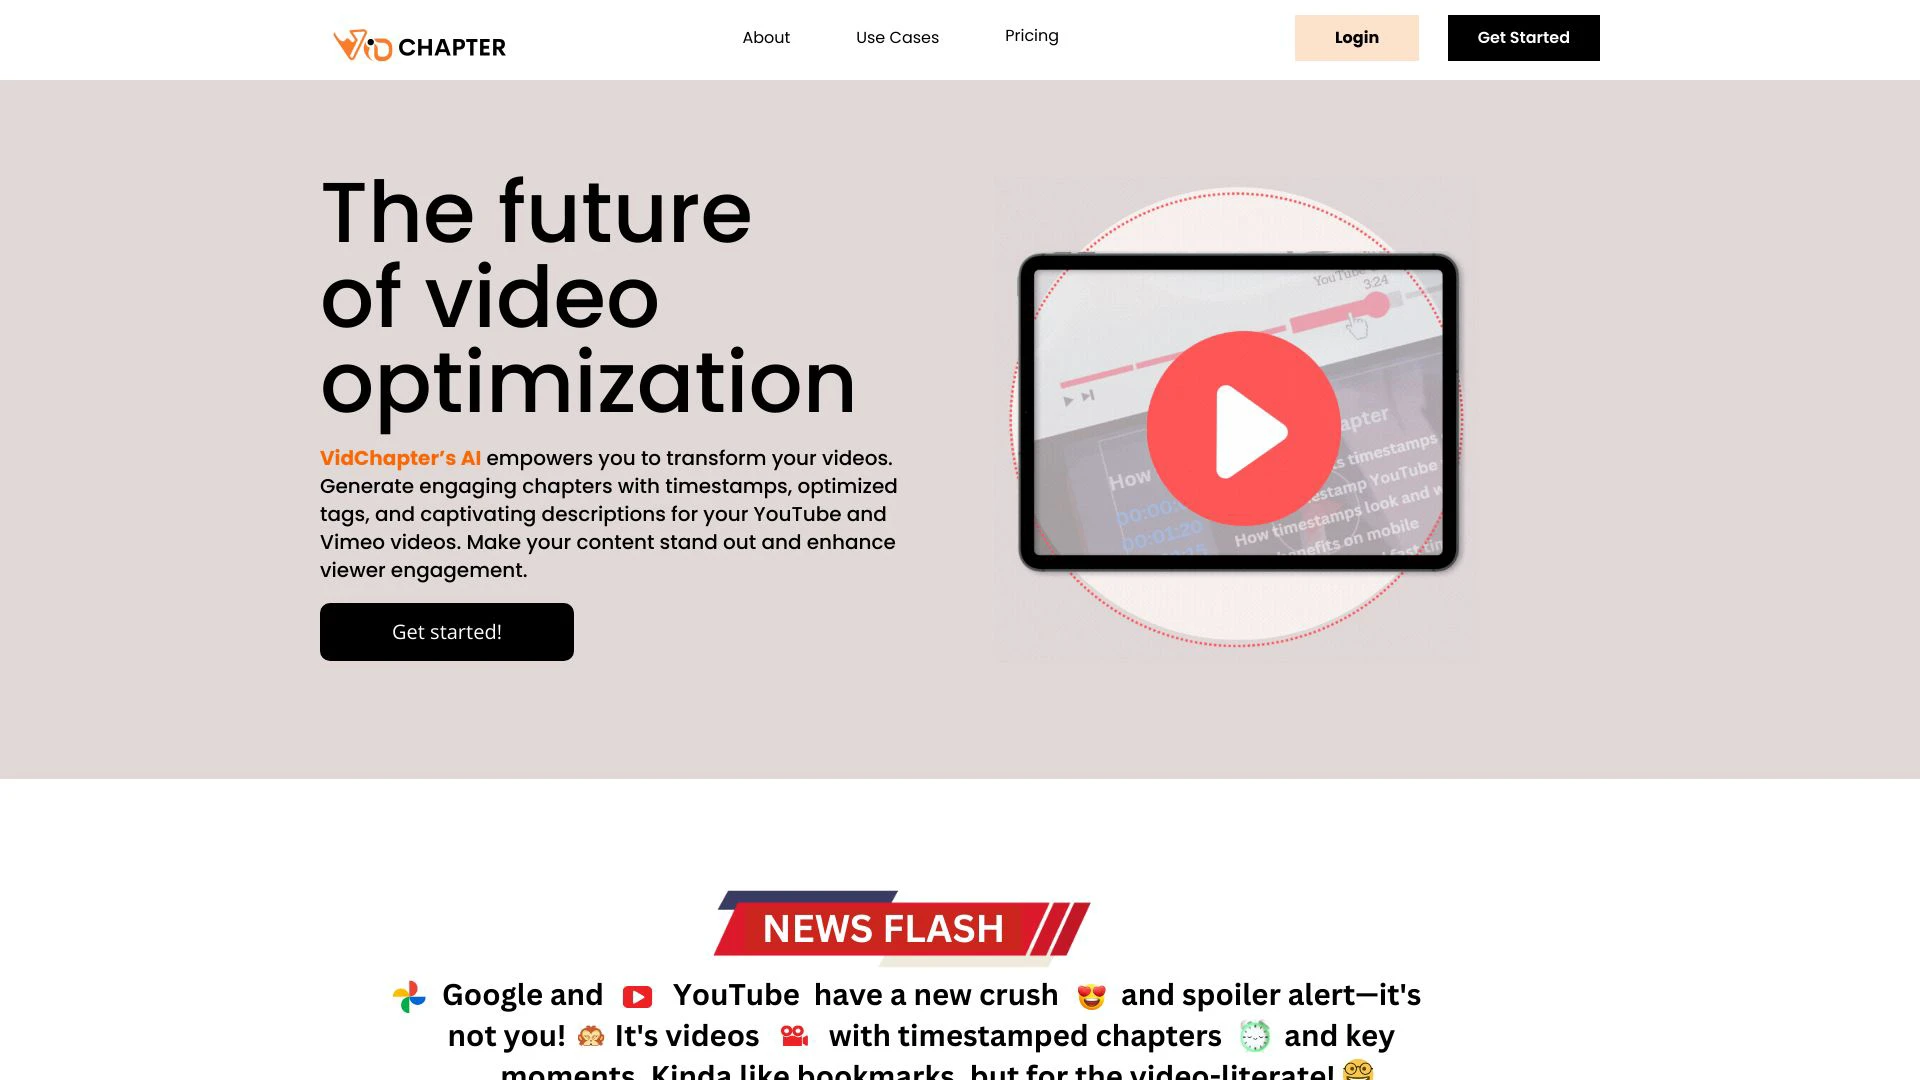 ViD CHAPTER
About
Use Cases
Pricing
Login
Get Started
The future
of video
optimization
VidChapter’s AI empowers you to transform your videos.
Generate engaging chapters with timestamps, optimized
tags, and captivating descriptions for your YouTube and
Vimeo videos. Make your content stand out and enhance
viewer engagement.
Get started!
YouTube
3:24
How
00:00:
00:01:20
timestamps
YouTube
How timestamps look and
benefits on mobile
NEWS FLASH
Google and YouTube have a new crush 😍 and spoiler alert—it's
not you! 🙊 It's videos with timestamped chapters and key
moments. Kinda like bookmarks, but for the video-literate! 🤓